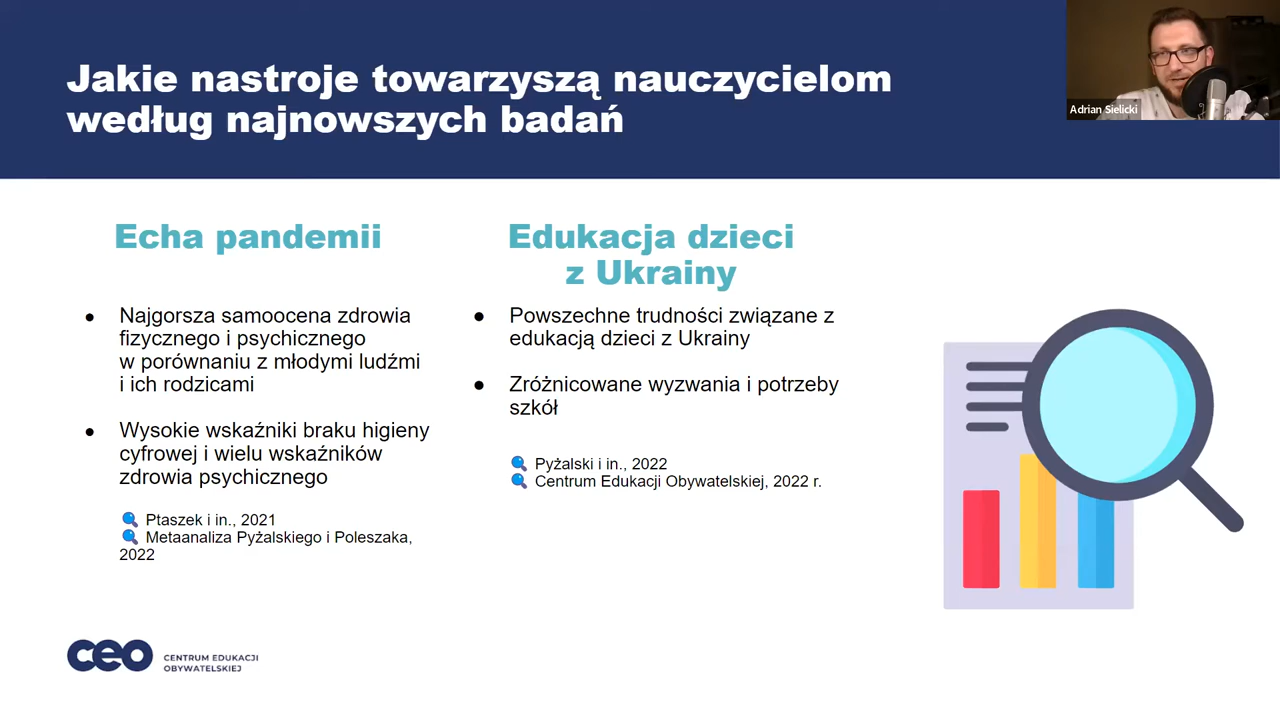 Jakie nastroje towarzyszą nauczycielom
według najnowszych badań
Adrian Sielicki
Echa pandemii
Najgorsza samoocena zdrowia
fizycznego i psychicznego
w porównaniu z młodymi ludźmi
i ich rodzicami
Wysokie wskaźniki braku higieny
cyfrowej i wielu wskaźników
zdrowia psychicznego
Ptaszek i in., 2021
Metaanaliza Pyżalskiego i Poleszaka,
2022
Edukacja dzieci
z Ukrainy
Powszechne trudności związane z
edukacją dzieci z Ukrainy
Zróżnicowane wyzwania i potrzeby
szkół
Pyżalski i in., 2022
Centrum Edukacji Obywatelskiej, 2022 r.
ceo
CENTRUM EDUKACJI
OBYWATELSKIEJ